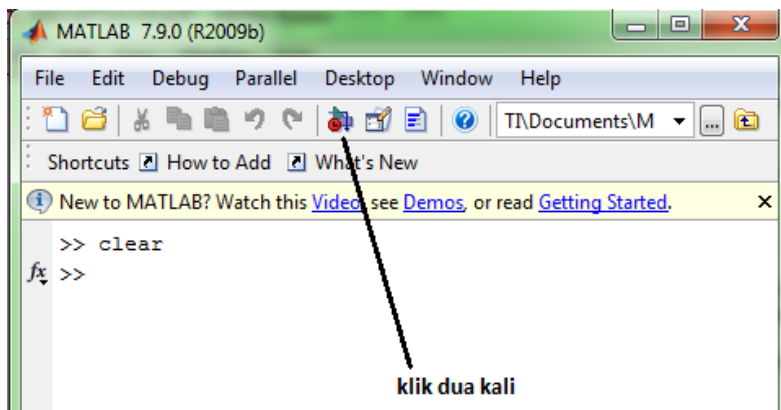 MATLAB 7.9.0 (R2009b)
File Edit Debug Parallel Desktop Window Help
TI\Documents\M
Shortcuts How to Add What's New
New to MATLAB? Watch this Video, see Demos, or read Getting Started.
>> clear
fx >>
klik dua kali